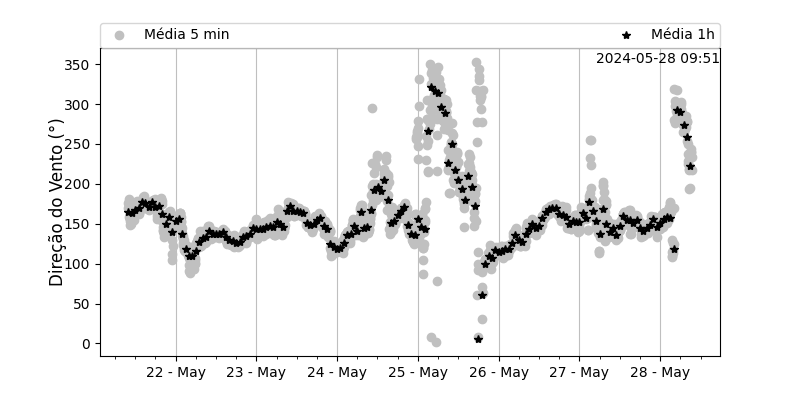 Média 5 min
Média 1h
2024-05-28 09:51
Direção do Vento (°)
350
300
250
200
150
100
50
0
22 - May
23 - May
24 - May
25 - May
26 - May
27 - May
28 - May